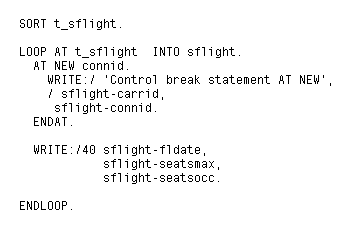 SORT t_sflight.
LOOP AT t_sflight  INTO sflight.
  AT NEW connid.
    WRITE:/ 'Control break statement AT NEW',
    / sflight-carrid,
     sflight-connid.
  ENDAT.
  WRITE:/40 sflight-fldate,
            sflight-seatsmax,
            sflight-seatsocc.
ENDLOOP.